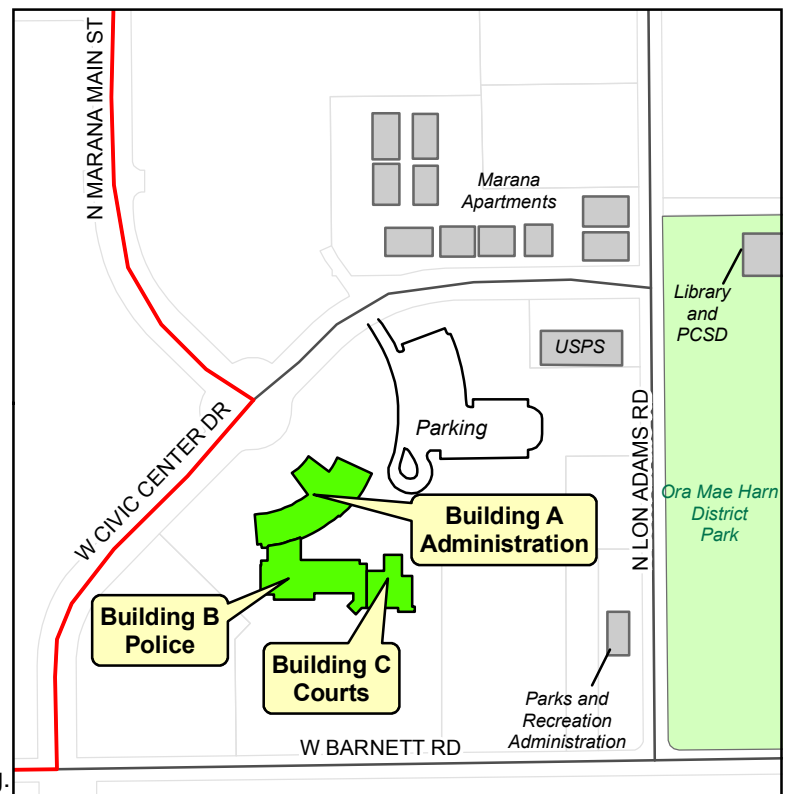 N MARANA MAIN ST
Marana
Apartments
Library
and
PCSD
USPS
Parking
W CIVIC CENTER DR
N LON ADAMS RD
Ora Mae Harn
District
Park
Building A
Administration
Building B
Police
Building C
Courts
Parks and
Recreation
Administration
W BARNETT RD
g.